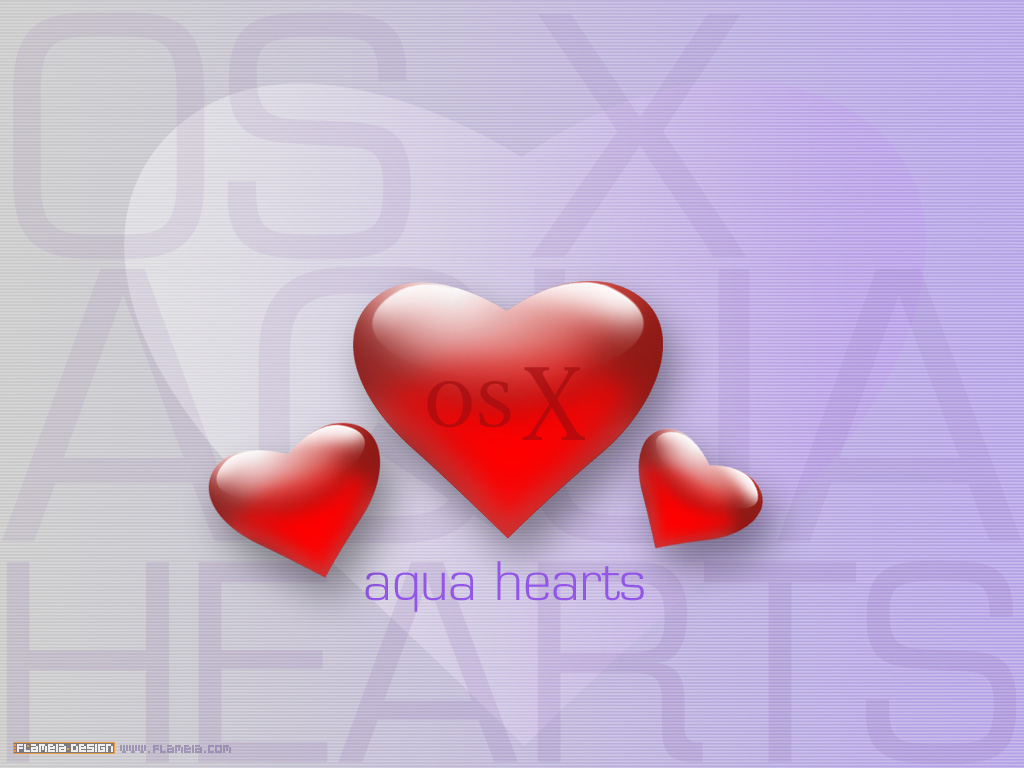 OS X
AQUA
HEARTS
os X
aqua hearts
FLAMEIA DESIGN www.FLAMEIA.com